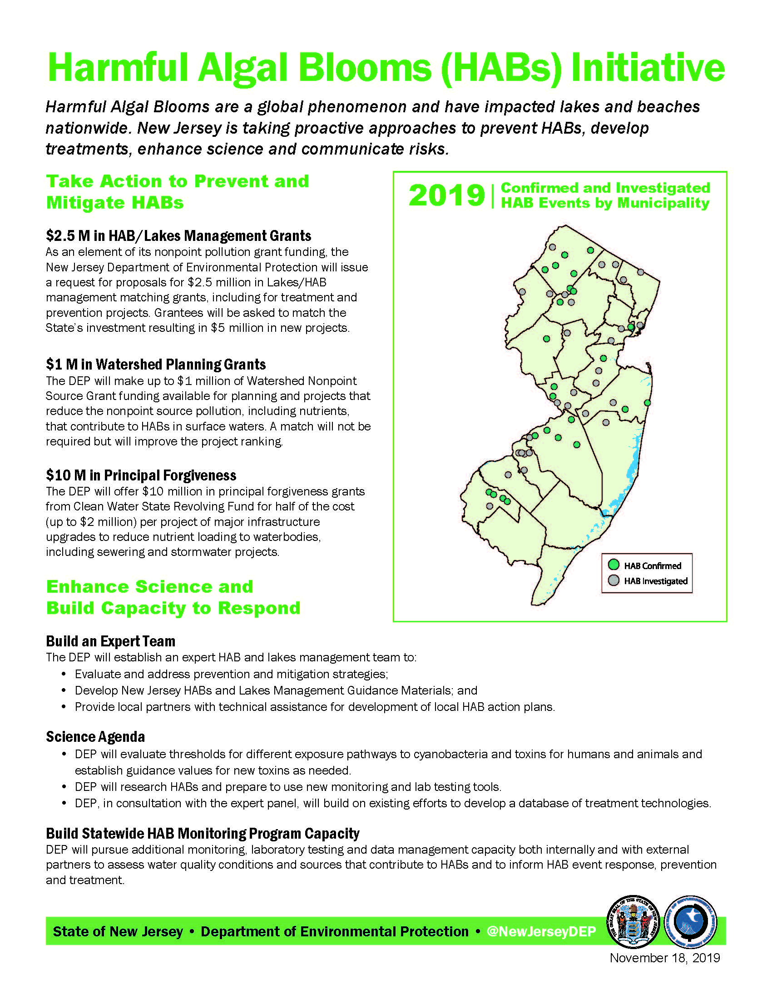 Harmful Algal Blooms (HABs) Initiative
Harmful Algal Blooms are a global phenomenon and have impacted lakes and beaches
nationwide. New Jersey is taking proactive approaches to prevent HABs, develop
treatments, enhance science and communicate risks.
Take Action to Prevent and
Mitigate HABs
$2.5 M in HAB/Lakes Management Grants
As an element of its nonpoint pollution grant funding, the
New Jersey Department of Environmental Protection will issue
a request for proposals for $2.5 million in Lakes/HAB
management matching grants, including for treatment and
prevention projects. Grantees will be asked to match the
State's investment resulting in $5 million in new projects.
$1 M in Watershed Planning Grants
The DEP will make up to $1 million of Watershed Nonpoint
Source Grant funding available for planning and projects that
reduce the nonpoint source pollution, including nutrients,
that contribute to HABs in surface waters. A match will not be
required but will improve the project ranking.
$10 M in Principal Forgiveness
The DEP will offer $10 million in principal forgiveness grants
from Clean Water State Revolving Fund for half of the cost
(up to $2 million) per project of major infrastructure
upgrades to reduce nutrient loading to waterbodies,
including sewering and stormwater projects.
2019 | Confirmed and Investigated
HAB Events by Municipality
HAB Confirmed
HAB Investigated
Enhance Science and
Build Capacity to Respond
Build an Expert Team
The DEP will establish an expert HAB and lakes management team to:
• Evaluate and address prevention and mitigation strategies;
• Develop New Jersey HABs and Lakes Management Guidance Materials; and
• Provide local partners with technical assistance for development of local HAB action plans.
Science Agenda
• DEP will evaluate thresholds for different exposure pathways to cyanobacteria and toxins for humans and animals and
establish guidance values for new toxins as needed.
• DEP will research HABs and prepare to use new monitoring and lab testing tools.
• DEP, in consultation with the expert panel, will build on existing efforts to develop a database of treatment technologies.
Build Statewide HAB Monitoring Program Capacity
DEP will pursue additional monitoring, laboratory testing and data management capacity both internally and with external
partners to assess water quality conditions and sources that contribute to HABs and to inform HAB event response, prevention
and treatment.
State of New Jersey • Department of Environmental Protection • @NewJerseyDEP
THE GREAT SEAL OF THE STATE OF NEW JERSEY
November 18, 2019